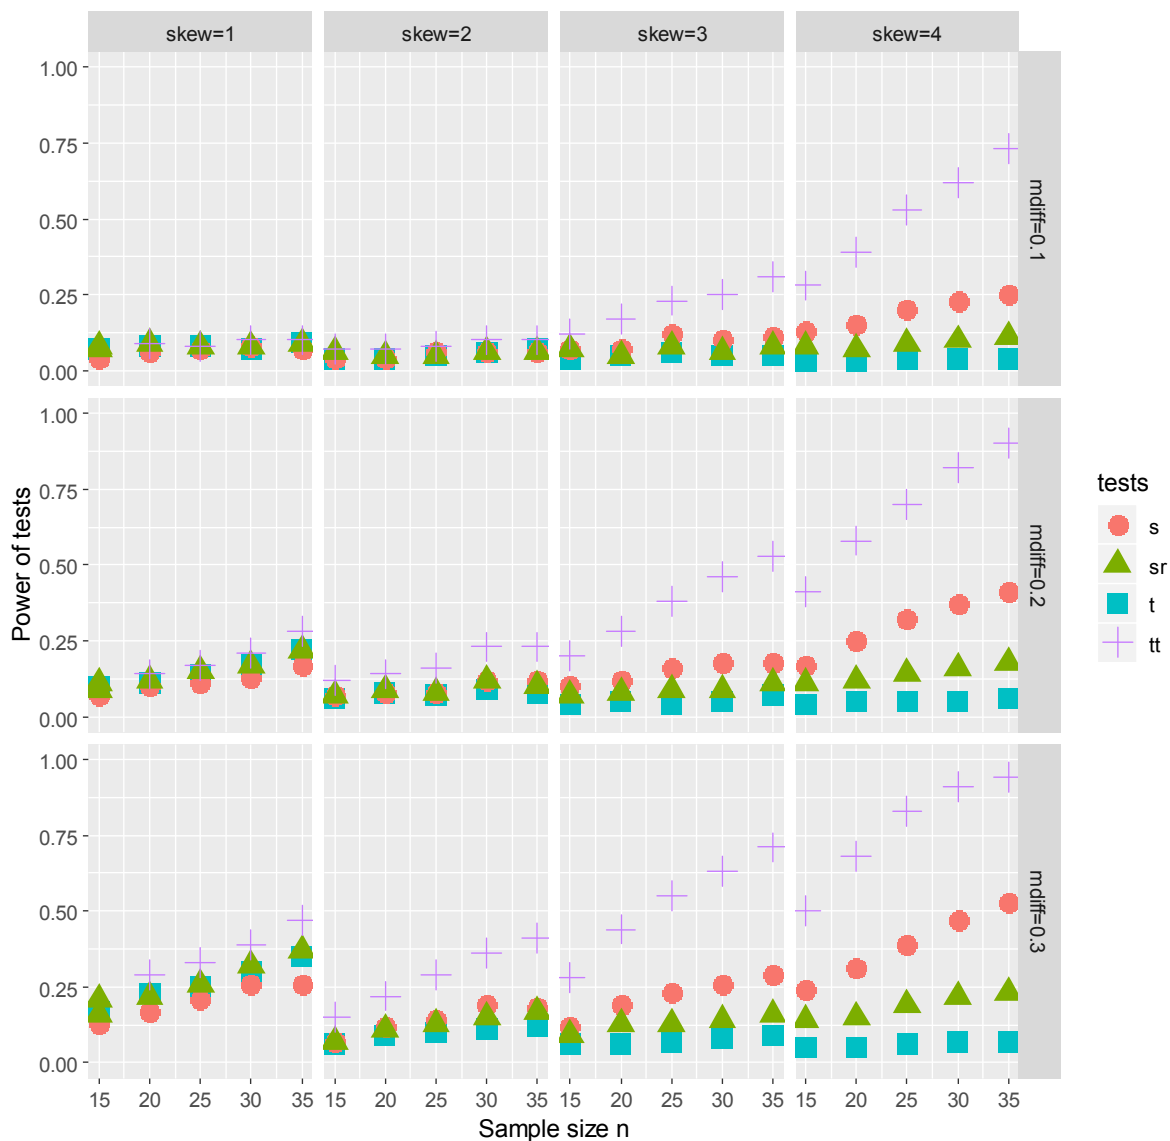 skew=1 skew=2 skew=3 skew=4
1.00
0.75
0.50
0.25
0.00
mdiff=0.1
1.00
0.75
0.50
0.25
0.00
mdiff=0.2
1.00
0.75
0.50
0.25
0.00
mdiff=0.3
Power of tests
15 20 25 30 35 15 20 25 30 35 15 20 25 30 35 15 20 25 30 35
Sample size n
tests
s
sr
t
tt